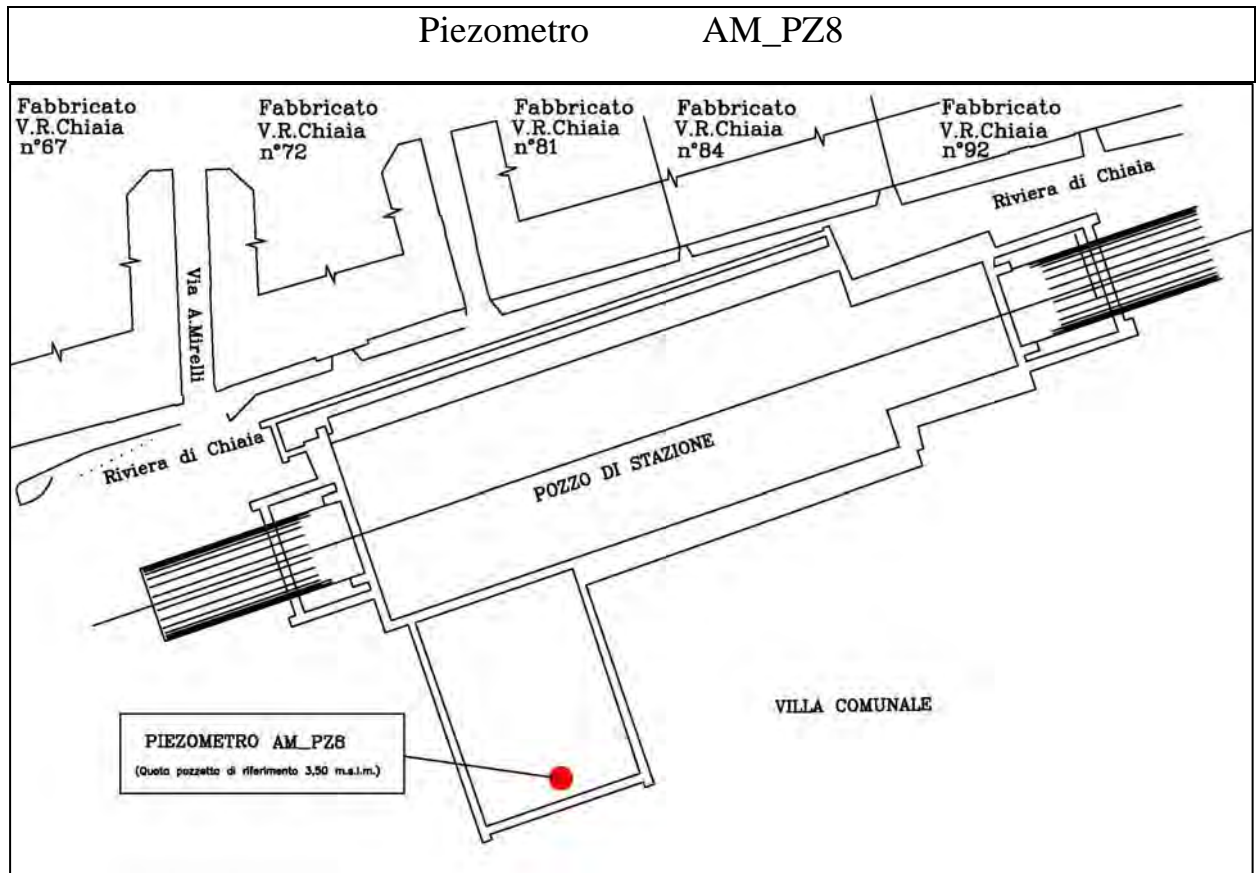 Piezometro AM_PZ8
Fabbricato
V.R.Chiaia
n°67
Fabbricato
V.R.Chiaia
n°72
Fabbricato
V.R.Chiaia
n°81
Fabbricato
V.R.Chiaia
n°84
Fabbricato
V.R.Chiaia
n°92
Riviera di Chiaia
Via A.Mirelli
Riviera di Chiaia
POZZO DI STAZIONE
VILLA COMUNALE
PIEZOMETRO AM_PZ8
(Quota pozzetto di riferimento 3,50 m.s.l.m.)